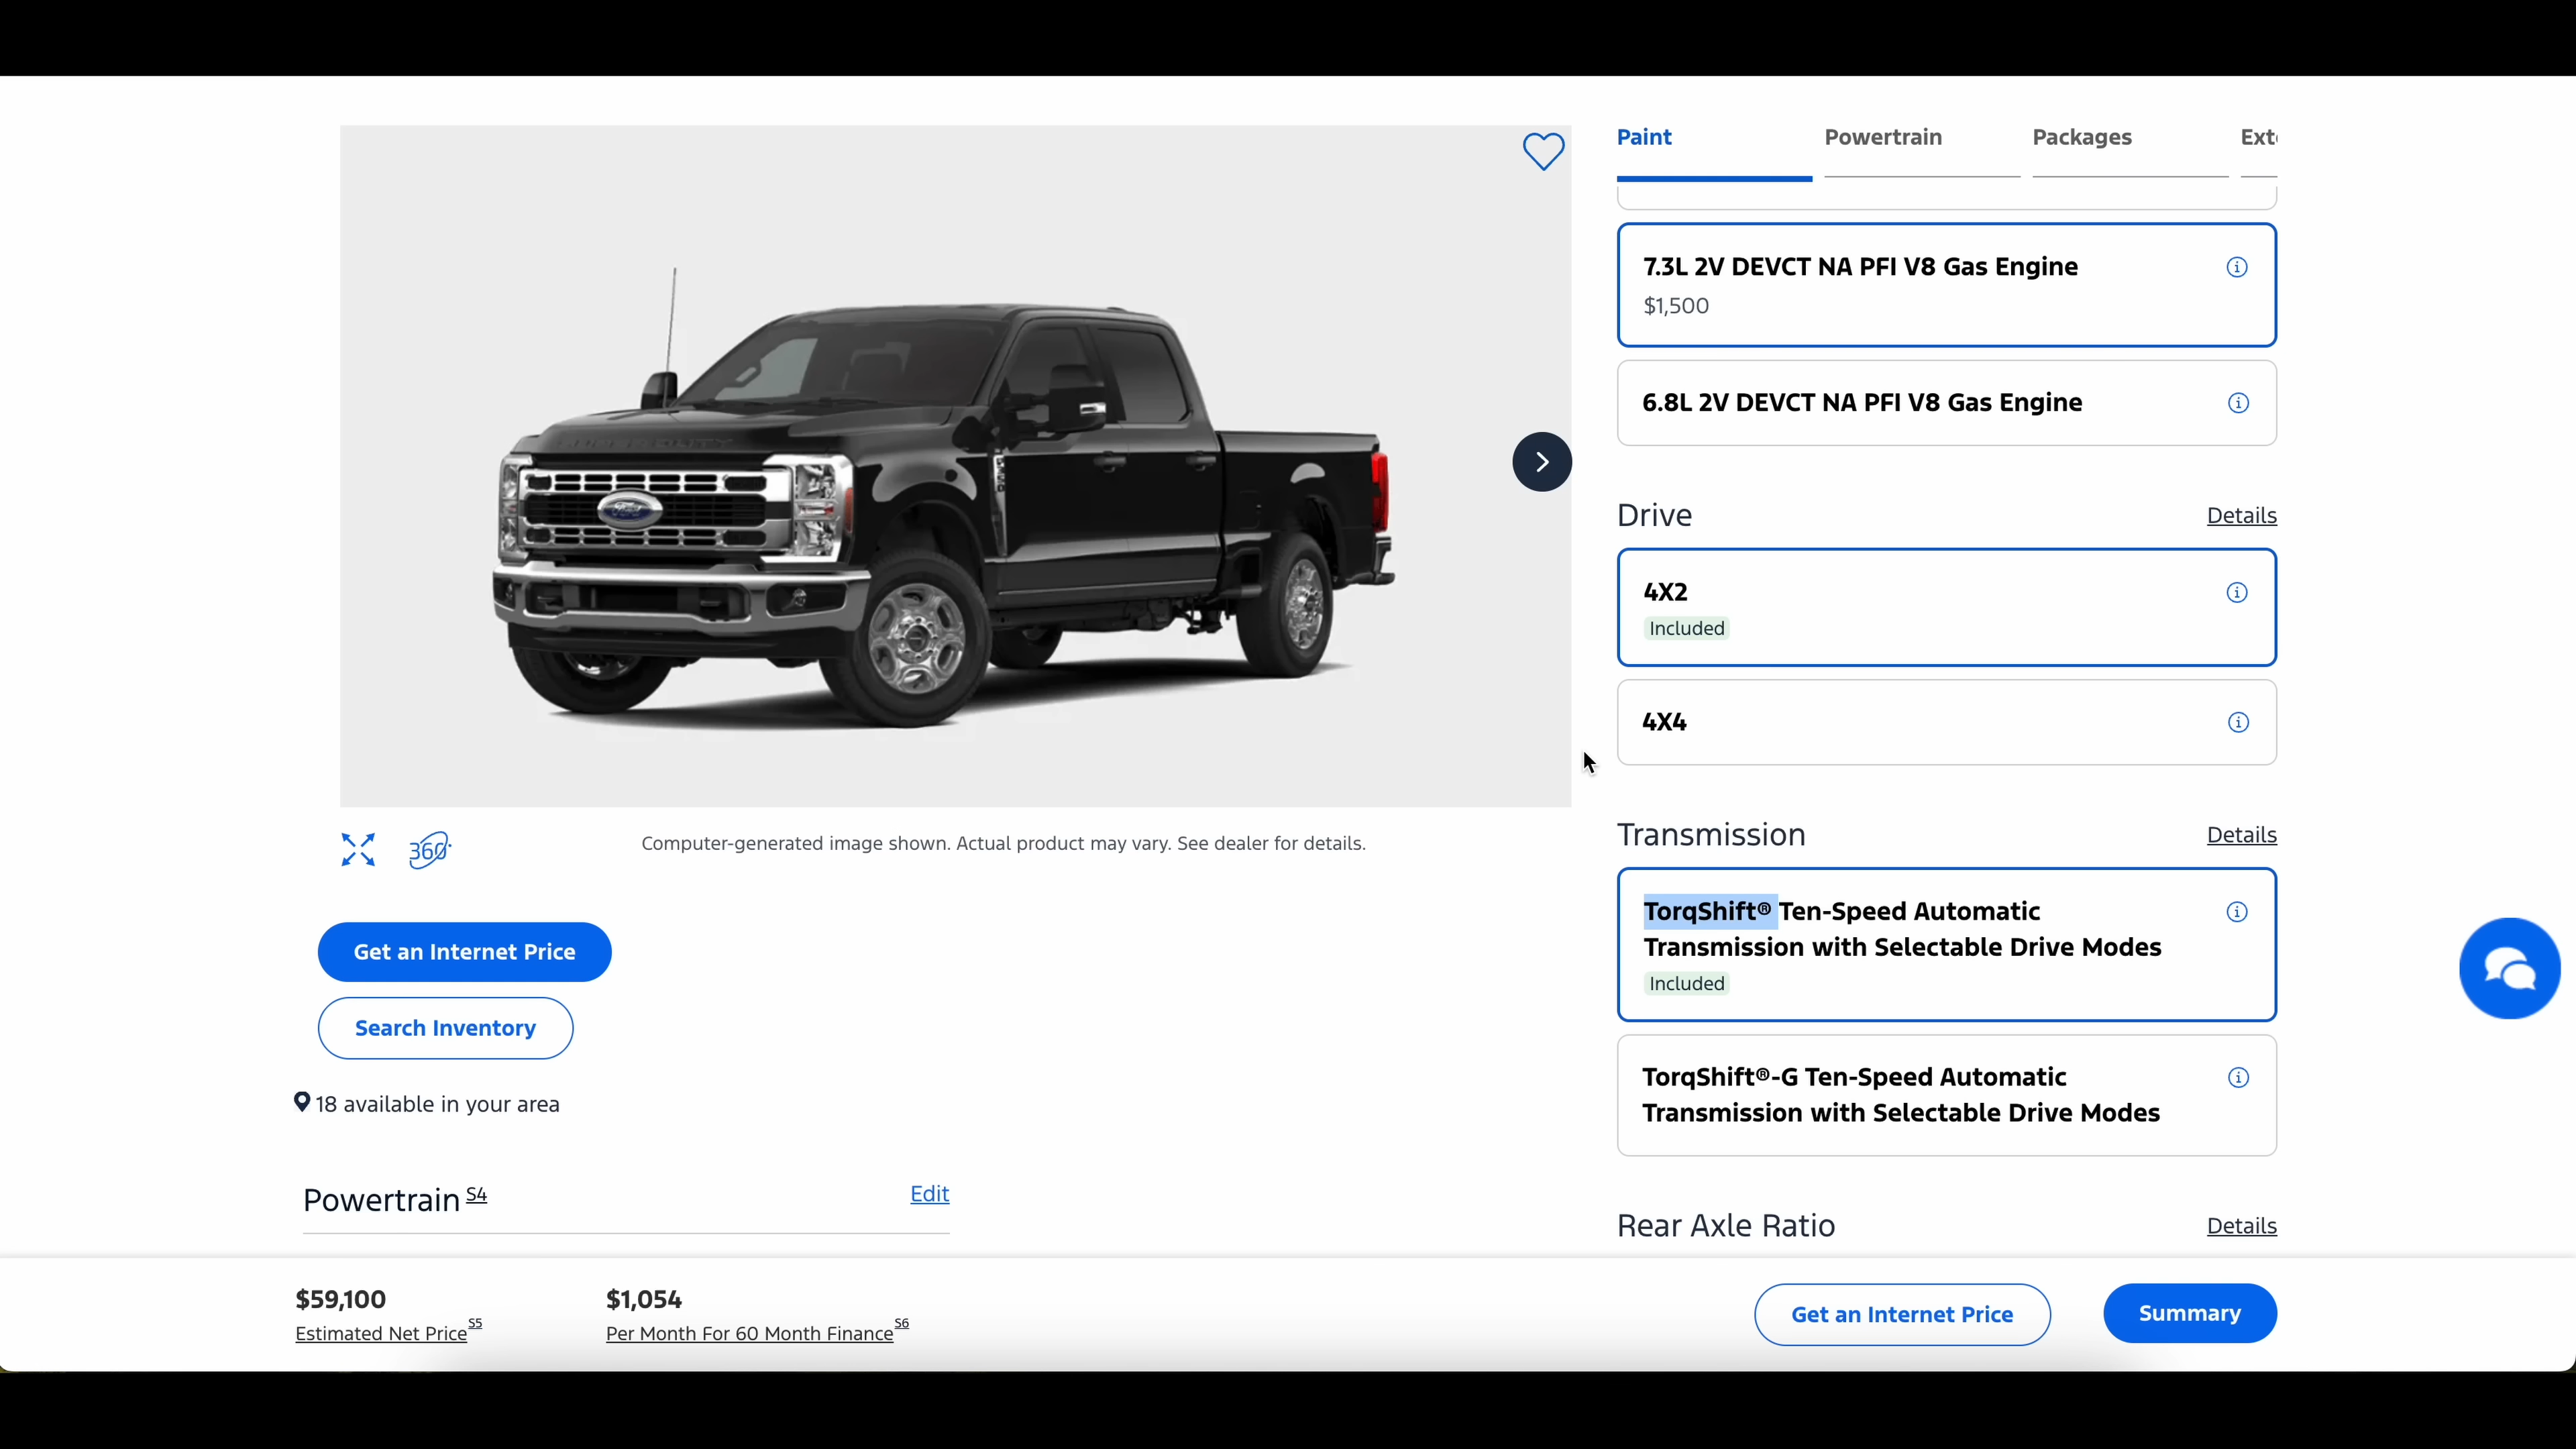 Paint
Powertrain
Packages
Ext
7.3L 2V DEVCT NA PFI V8 Gas Engine
$1,500
6.8L 2V DEVCT NA PFI V8 Gas Engine
Drive
Details
4X2
Included
4X4
Transmission
Details
TorqShift® Ten-Speed Automatic
Transmission with Selectable Drive Modes
Included
TorqShift®-G Ten-Speed Automatic
Transmission with Selectable Drive Modes
Rear Axle Ratio
Details
Ford
360°
Computer-generated image shown. Actual product may vary. See dealer for details.
Get an Internet Price
Search Inventory
18 available in your area
Powertrain S4
Edit
$59,100
Estimated Net Price S5
$1,054
Per Month For 60 Month Finance S6
Get an Internet Price
Summary